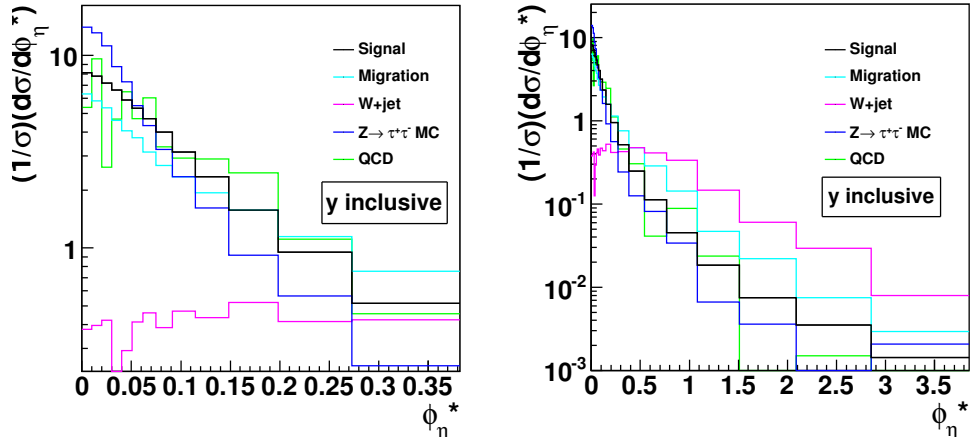 (1/σ)(dσ/dϕη*)
10
1
Signal
Migration
W+jet
Z→ τ⁺τ⁻ MC
QCD
y inclusive
0 0.05 0.1 0.15 0.2 0.25 0.3 0.35
ϕη*
(1/σ)(dσ/dϕη*)
10
1
10⁻¹
10⁻²
10⁻³
Signal
Migration
W+jet
Z→ τ⁺τ⁻ MC
QCD
y inclusive
0 0.5 1 1.5 2 2.5 3 3.5
ϕη*